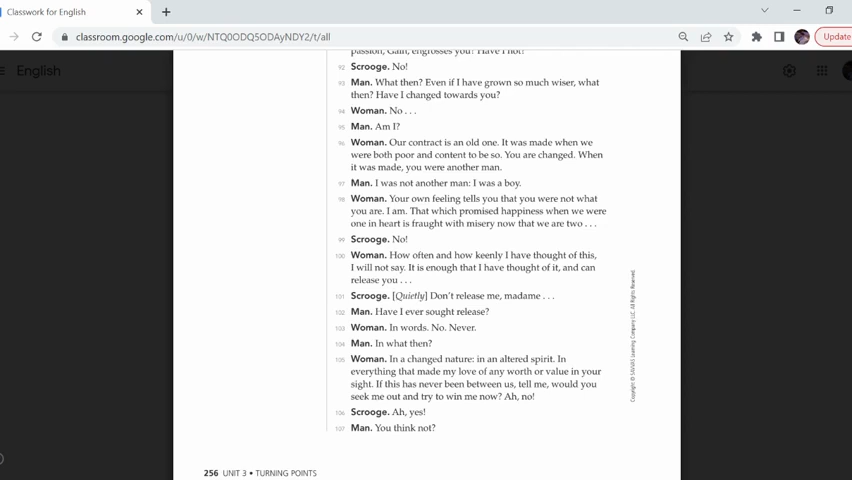 Classwork for English
classroom.google.com/u/0/w/NTQ0ODQ5ODAyNDY2/t/all
Update
English
passion, Gain, engrosses you? Have I not?
92 Scrooge. No!
93 Man. What then? Even if I have grown so much wiser, what
then? Have I changed towards you?
94 Woman. No . . .
95 Man. Am I?
96 Woman. Our contract is an old one. It was made when we
were both poor and content to be so. You are changed. When
it was made, you were another man.
97 Man. I was not another man: I was a boy.
98 Woman. Your own feeling tells you that you were not what
you are. I am. That which promised happiness when we were
one in heart is fraught with misery now that we are two . . .
99 Scrooge. No!
100 Woman. How often and how keenly I have thought of this,
I will not say. It is enough that I have thought of it, and can
release you . . .
101 Scrooge. [Quietly] Don't release me, madame . . .
102 Man. Have I ever sought release?
103 Woman. In words. No. Never.
104 Man. In what then?
105 Woman. In a changed nature: in an altered spirit. In
everything that made my love of any worth or value in your
sight. If this has never been between us, tell me, would you
seek me out and try to win me now? Ah, no!
106 Scrooge. Ah, yes!
107 Man. You think not?
Copyright © SAVVAS Learning Company LLC. All Rights Reserved.
256 UNIT 3 • TURNING POINTS